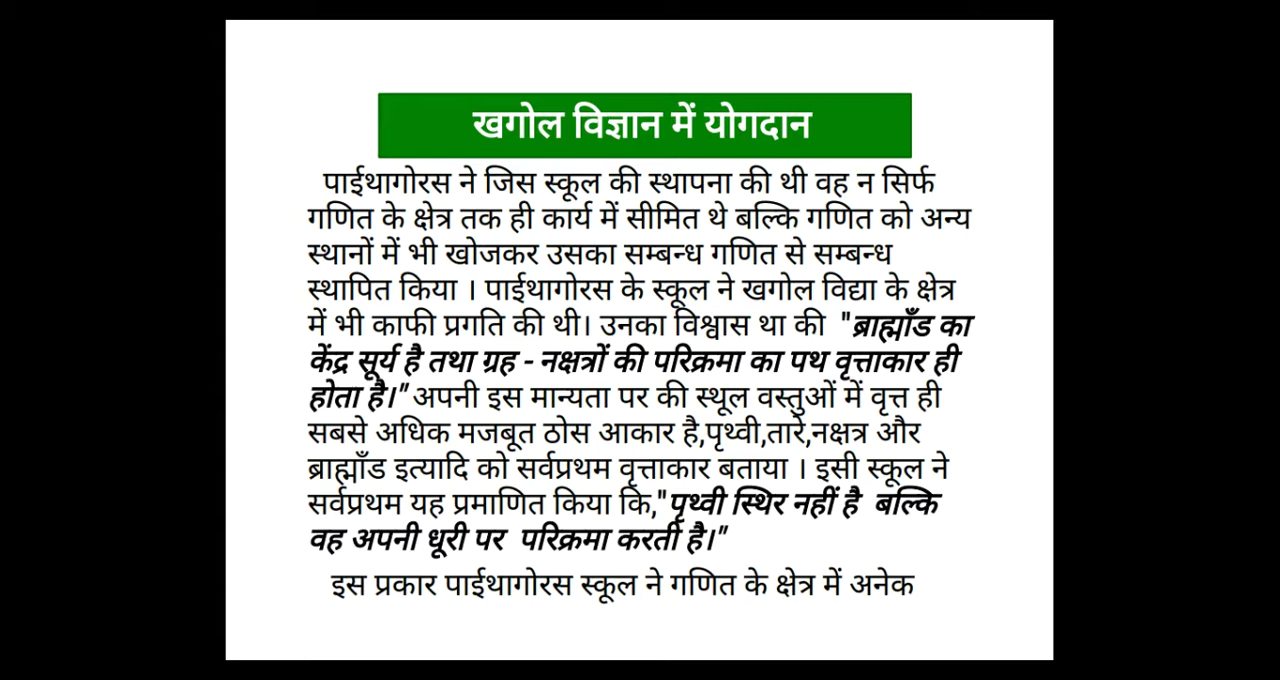 खगोल विज्ञान में योगदान
पाईथागोरस ने जिस स्कूल की स्थापना की थी वह न सिर्फ
गणित के क्षेत्र तक ही कार्य में सीमित थे बल्कि गणित को अन्य
स्थानों में भी खोजकर उसका सम्बन्ध गणित से सम्बन्ध
स्थापित किया । पाईथागोरस के स्कूल ने खगोल विद्या के क्षेत्र
में भी काफी प्रगति की थी। उनका विश्वास था की "ब्राह्माँड का
केंद्र सूर्य है तथा ग्रह - नक्षत्रों की परिक्रमा का पथ वृत्ताकार ही
होता है।" अपनी इस मान्यता पर की स्थूल वस्तुओं में वृत्त ही
सबसे अधिक मजबूत ठोस आकार है,पृथ्वी,तारे,नक्षत्र और
ब्राह्माँड इत्यादि को सर्वप्रथम वृत्ताकार बताया । इसी स्कूल ने
सर्वप्रथम यह प्रमाणित किया कि,"पृथ्वी स्थिर नहीं है बल्कि
वह अपनी धूरी पर परिक्रमा करती है।"
इस प्रकार पाईथागोरस स्कूल ने गणित के क्षेत्र में अनेक